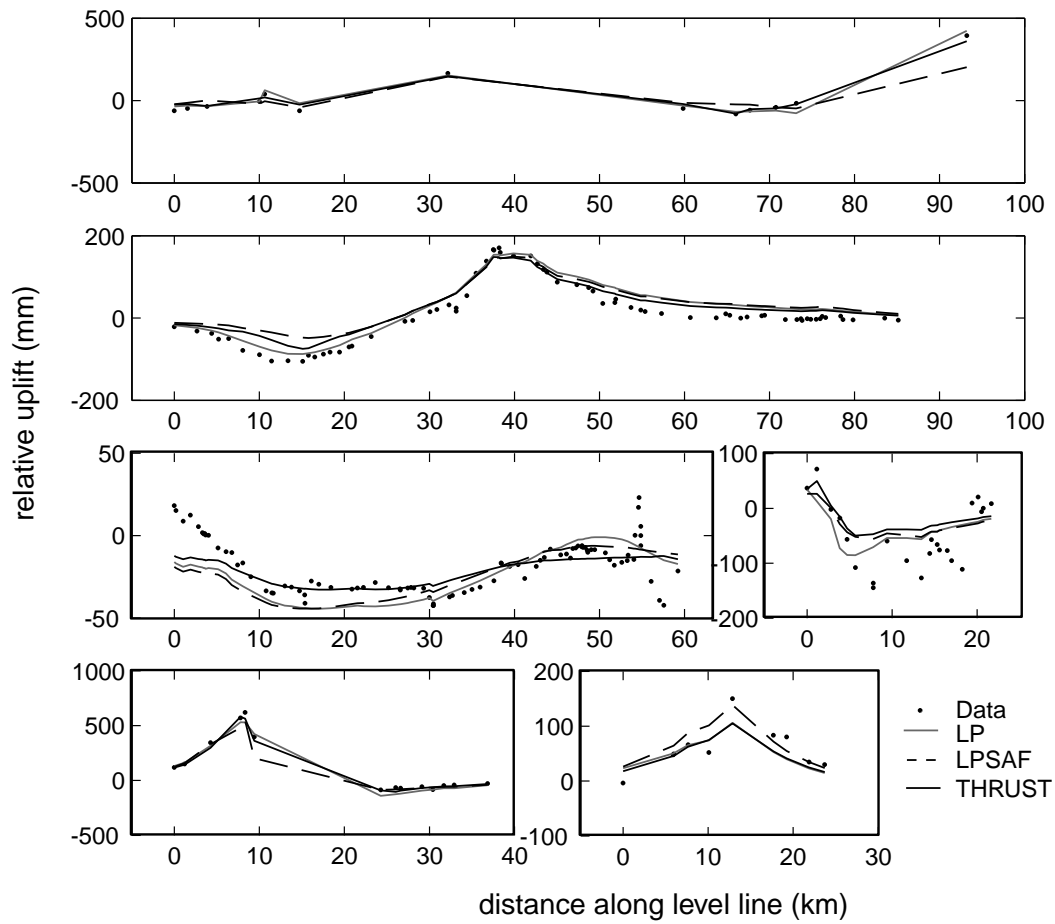 500
0
-500
0 10 20 30 40 50 60 70 80 90 100
200
0
-200
0 10 20 30 40 50 60 70 80 90 100
relative uplift (mm)
50
0
-50
0 10 20 30 40 50 60
100
0
-100
-200
0 10 20
1000
500
0
-500
0 10 20 30 40
200
100
0
-100
0 10 20 30
Data
LP
LPSAF
THRUST
distance along level line (km)